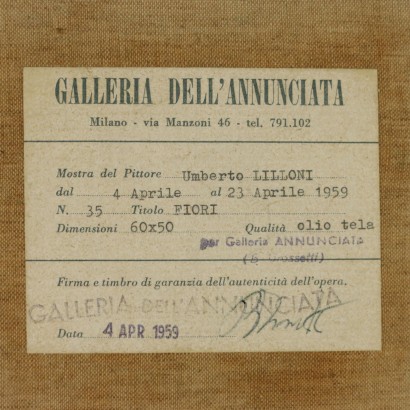 GALLERIA DELL'ANNUNCIATA
Milano - via Manzoni 46 - tel. 791.102
Mostra del Pittore Umberto LILLONI
dal 4 Aprile al 23 Aprile 1959
N. 35 Titolo FIORI
Dimensioni 60x50 Qualità olio tela
per Galleria ANNUNCIATA
(B Grossetti)
Firma e timbro di garanzia dell'autenticità dell'opera.
GALLERIA DELL'ANNUNCIATA
Data 4 APR 1959